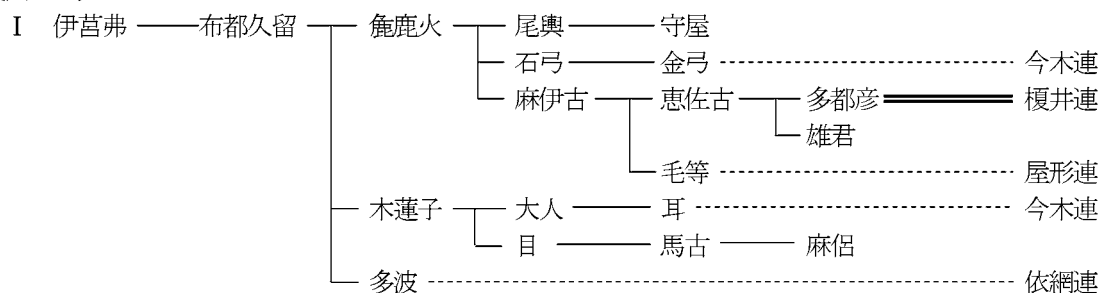 I 伊莒弗 布都久留 麁鹿火 尾輿 守屋
石弓 金弓 今木連
麻伊古 恵佐古 多都彦 榎井連
雄君
毛等 屋形連
木蓮子 大人 耳 今木連
目 馬古 麻侶
多波 依網連